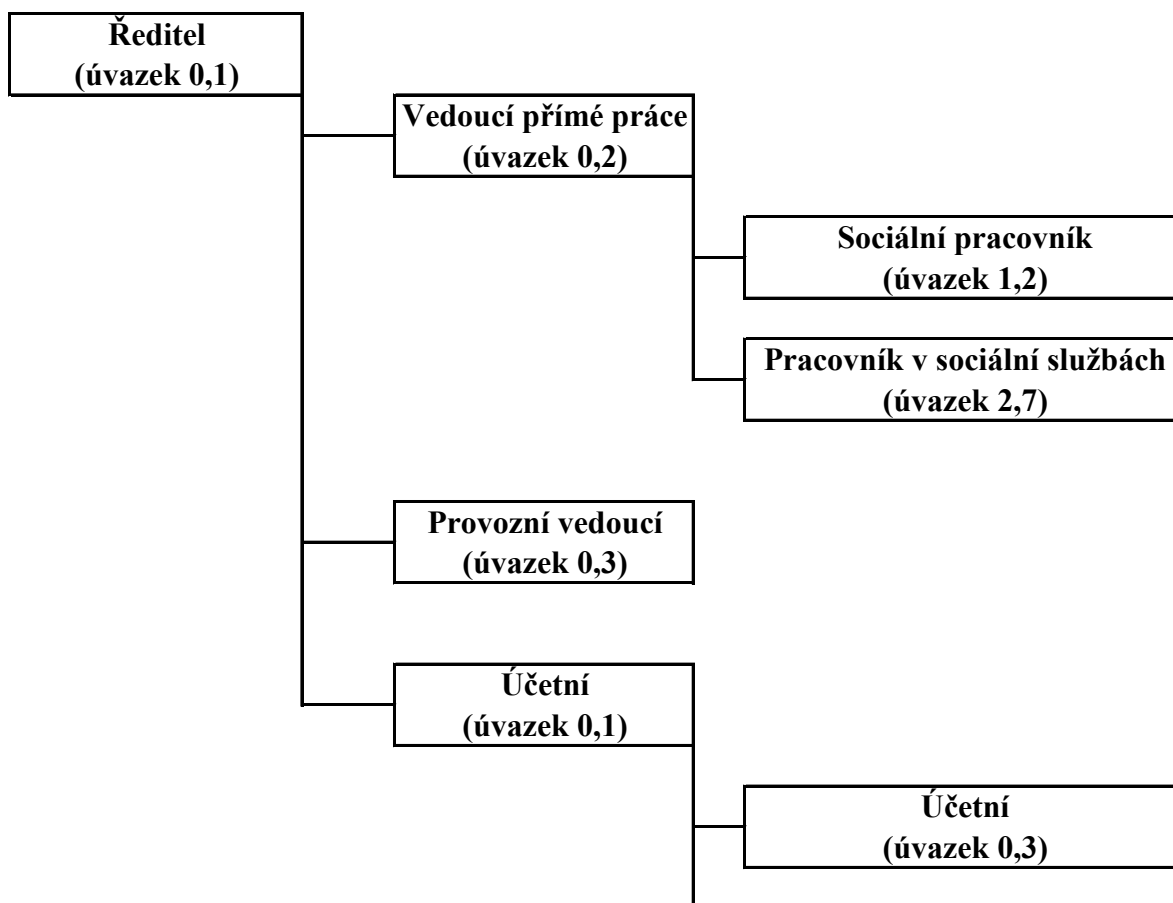 Ředitel
(úvazek 0,1)
Vedoucí přímé práce
(úvazek 0,2)
Sociální pracovník
(úvazek 1,2)
Pracovník v sociální službách
(úvazek 2,7)
Provozní vedoucí
(úvazek 0,3)
Účetní
(úvazek 0,1)
Účetní
(úvazek 0,3)